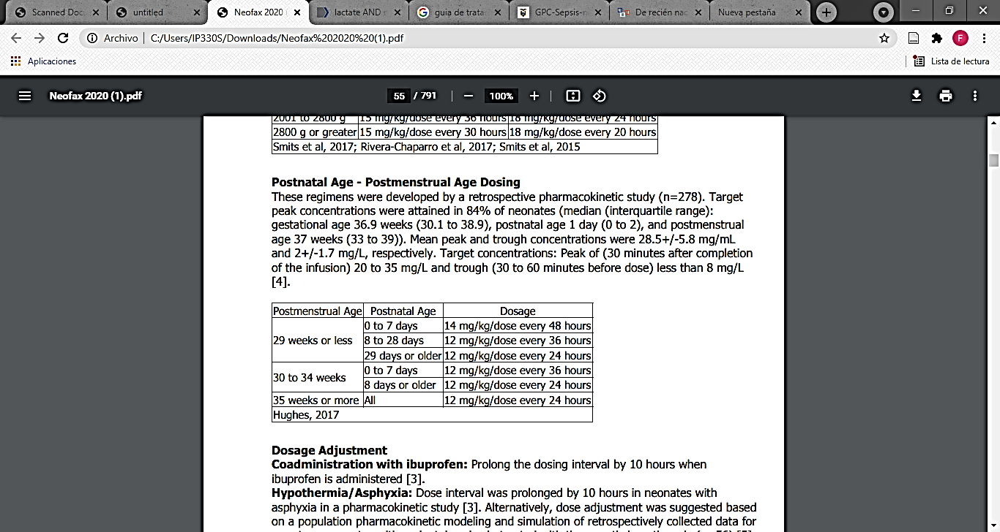 Scanned Doc
untitled
Neofax 2020
lactate AND
guia de trata
GPC-Sepsis-n
De recién nac
Nueva pestaña
Archivo
C:/Users/IP330S/Downloads/Neofax%202020%20(1).pdf
F
Aplicaciones
Lista de lectura
Neofax 2020 (1).pdf
55 / 791
100%
2001 to 2800 g 15 mg/kg/dose every 36 hours 18 mg/kg/dose every 24 hours
2800 g or greater 15 mg/kg/dose every 30 hours 18 mg/kg/dose every 20 hours
Smits et al, 2017; Rivera-Chaparro et al, 2017; Smits et al, 2015
Postnatal Age - Postmenstrual Age Dosing
These regimens were developed by a retrospective pharmacokinetic study (n=278). Target
peak concentrations were attained in 84% of neonates (median (interquartile range):
gestational age 36.9 weeks (30.1 to 38.9), postnatal age 1 day (0 to 2), and postmenstrual
age 37 weeks (33 to 39)). Mean peak and trough concentrations were 28.5+/-5.8 mg/mL
and 2+/-1.7 mg/L, respectively. Target concentrations: Peak of (30 minutes after completion
of the infusion) 20 to 35 mg/L and trough (30 to 60 minutes before dose) less than 8 mg/L
[4].
Postmenstrual Age Postnatal Age Dosage
29 weeks or less
0 to 7 days 14 mg/kg/dose every 48 hours
8 to 28 days 12 mg/kg/dose every 36 hours
29 days or older 12 mg/kg/dose every 24 hours
30 to 34 weeks
0 to 7 days 12 mg/kg/dose every 36 hours
8 days or older 12 mg/kg/dose every 24 hours
35 weeks or more All 12 mg/kg/dose every 24 hours
Hughes, 2017
Dosage Adjustment
Coadministration with ibuprofen: Prolong the dosing interval by 10 hours when
ibuprofen is administered [3].
Hypothermia/Asphyxia: Dose interval was prolonged by 10 hours in neonates with
asphyxia in a pharmacokinetic study [3]. Alternatively, dose adjustment was suggested based
on a population pharmacokinetic modeling and simulation of retrospectively collected data for